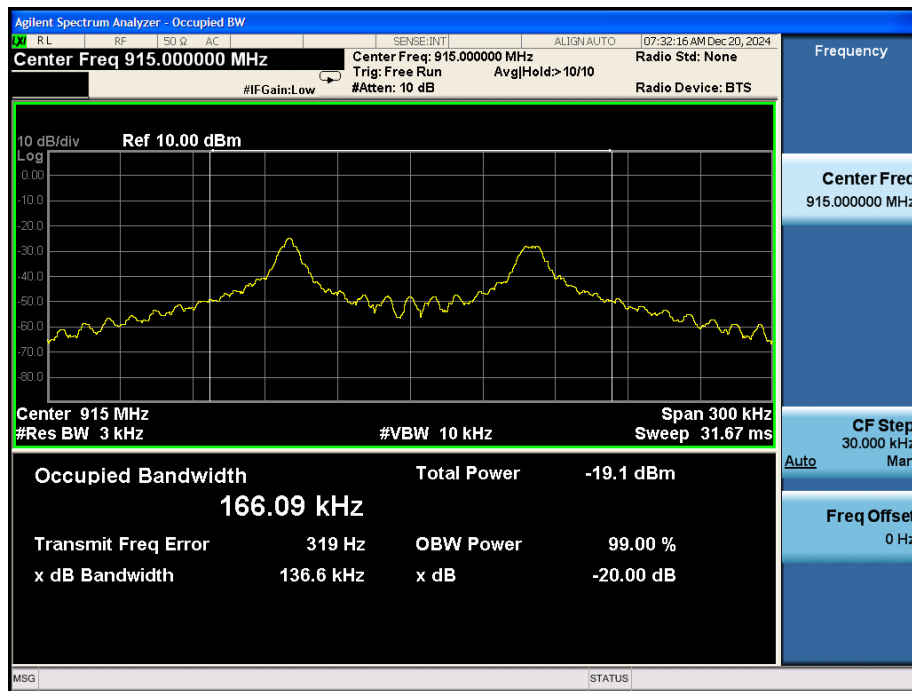 Agilent Spectrum Analyzer - Occupied BW
LXI RL RF 50 Ω AC SENSE:INT ALIGN AUTO 07:32:16 AM Dec 20, 2024
Center Freq 915.000000 MHz
Center Freq: 915.000000 MHz
Radio Std: None
Trig: Free Run Avg|Hold:>10/10
#IFGain:Low
#Atten: 10 dB
Radio Device: BTS
10 dB/div Ref 10.00 dBm
Log
0.00
-10.0
-20.0
-30.0
-40.0
-50.0
-60.0
-70.0
-80.0
Center 915 MHz Span 300 kHz
#Res BW 3 kHz #VBW 10 kHz Sweep 31.67 ms
Occupied Bandwidth Total Power -19.1 dBm
166.09 kHz
Transmit Freq Error 319 Hz OBW Power 99.00 %
x dB Bandwidth 136.6 kHz x dB -20.00 dB
Frequency
Center Freq
915.000000 MHz
CF Step
30.000 kHz
Auto Man
Freq Offset
0 Hz
MSG STATUS